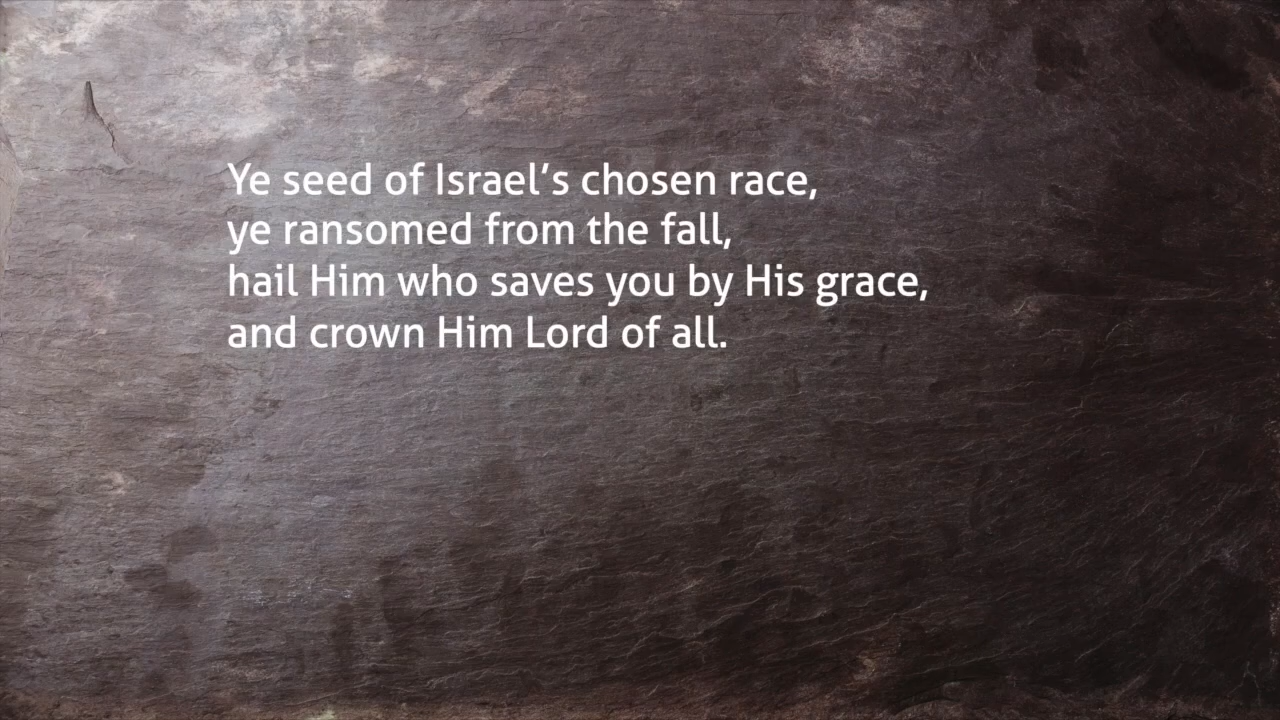 Ye seed of Israel’s chosen race,
ye ransomed from the fall,
hail Him who saves you by His grace,
and crown Him Lord of all.